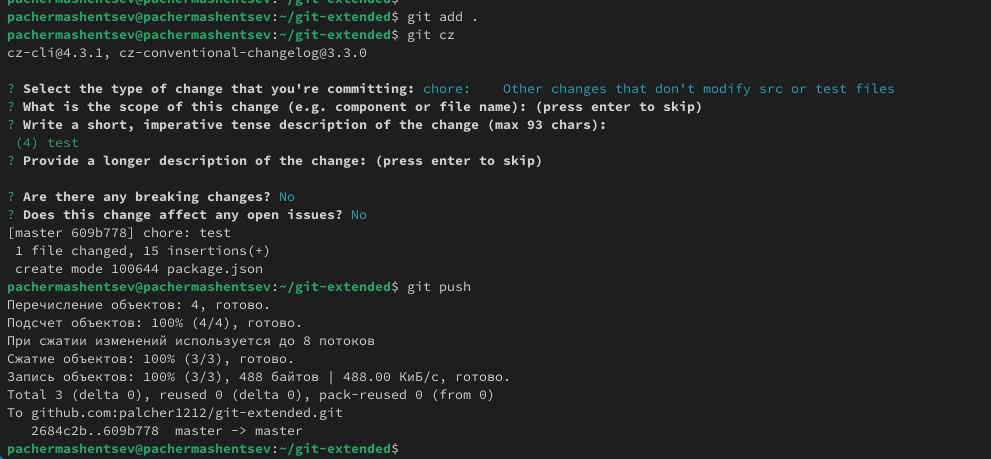 pachermashentsev@pachermashentsev:~/git-extended$
pachermashentsev@pachermashentsev:~/git-extended$ git add .
pachermashentsev@pachermashentsev:~/git-extended$ git cz
cz-cli@4.3.1, cz-conventional-changelog@3.3.0
? Select the type of change that you're committing: chore:    Other changes that don't modify src or test files
? What is the scope of this change (e.g. component or file name): (press enter to skip)
? Write a short, imperative tense description of the change (max 93 chars):
 (4) test
? Provide a longer description of the change: (press enter to skip)
? Are there any breaking changes? No
? Does this change affect any open issues? No
[master 609b778] chore: test
 1 file changed, 15 insertions(+)
 create mode 100644 package.json
pachermashentsev@pachermashentsev:~/git-extended$ git push
Перечисление объектов: 4, готово.
Подсчет объектов: 100% (4/4), готово.
При сжатии изменений используется до 8 потоков
Сжатие объектов: 100% (3/3), готово.
Запись объектов: 100% (3/3), 488 байтов | 488.00 КиБ/с, готово.
Total 3 (delta 0), reused 0 (delta 0), pack-reused 0 (from 0)
To github.com:palcher1212/git-extended.git
   2684c2b..609b778  master -> master
pachermashentsev@pachermashentsev:~/git-extended$